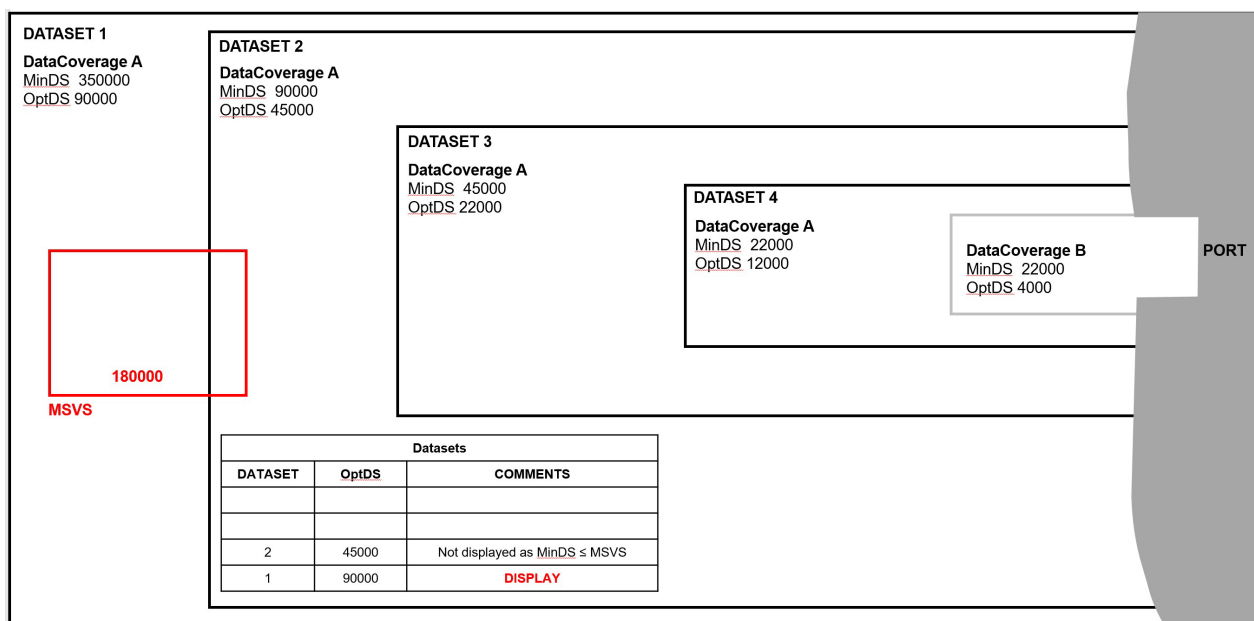 DATASET 1
DataCoverage A
MinDS 350000
OptDS 90000
DATASET 2
DataCoverage A
MinDS 90000
OptDS 45000
DATASET 3
DataCoverage A
MinDS 45000
OptDS 22000
DATASET 4
DataCoverage A
MinDS 22000
OptDS 12000
DataCoverage B
MinDS 22000
OptDS 4000
PORT
180000
MSVS
Datasets
DATASET OptDS COMMENTS
2 45000 Not displayed as MinDS ≤ MSVS
1 90000 DISPLAY